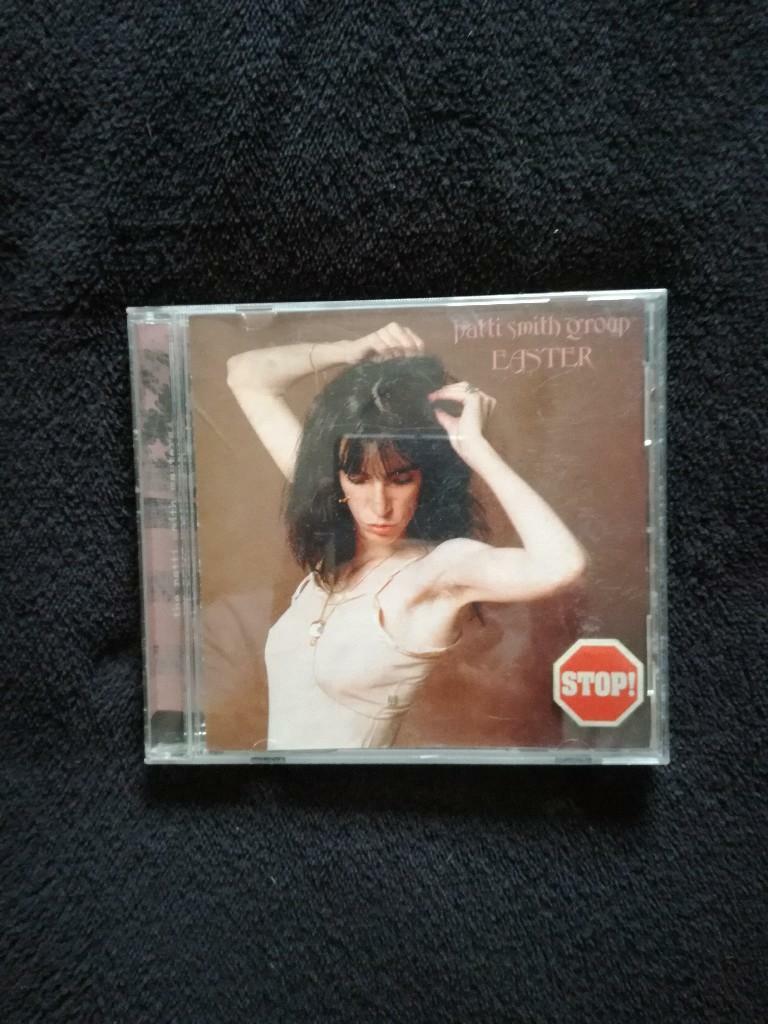 patti smith group
EASTER
STOP!